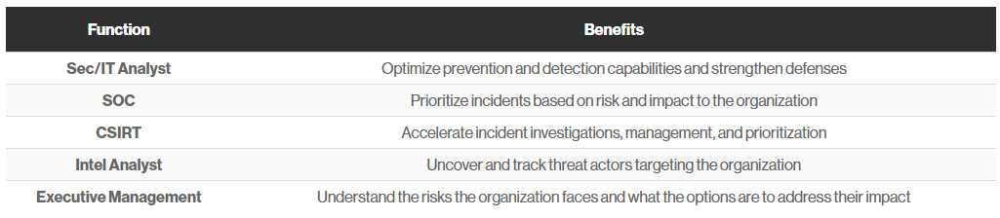 Function Benefits
Sec/IT Analyst Optimize prevention and detection capabilities and strengthen defenses
SOC Prioritize incidents based on risk and impact to the organization
CSIRT Accelerate incident investigations, management, and prioritization
Intel Analyst Uncover and track threat actors targeting the organization
Executive Management Understand the risks the organization faces and what the options are to address their impact